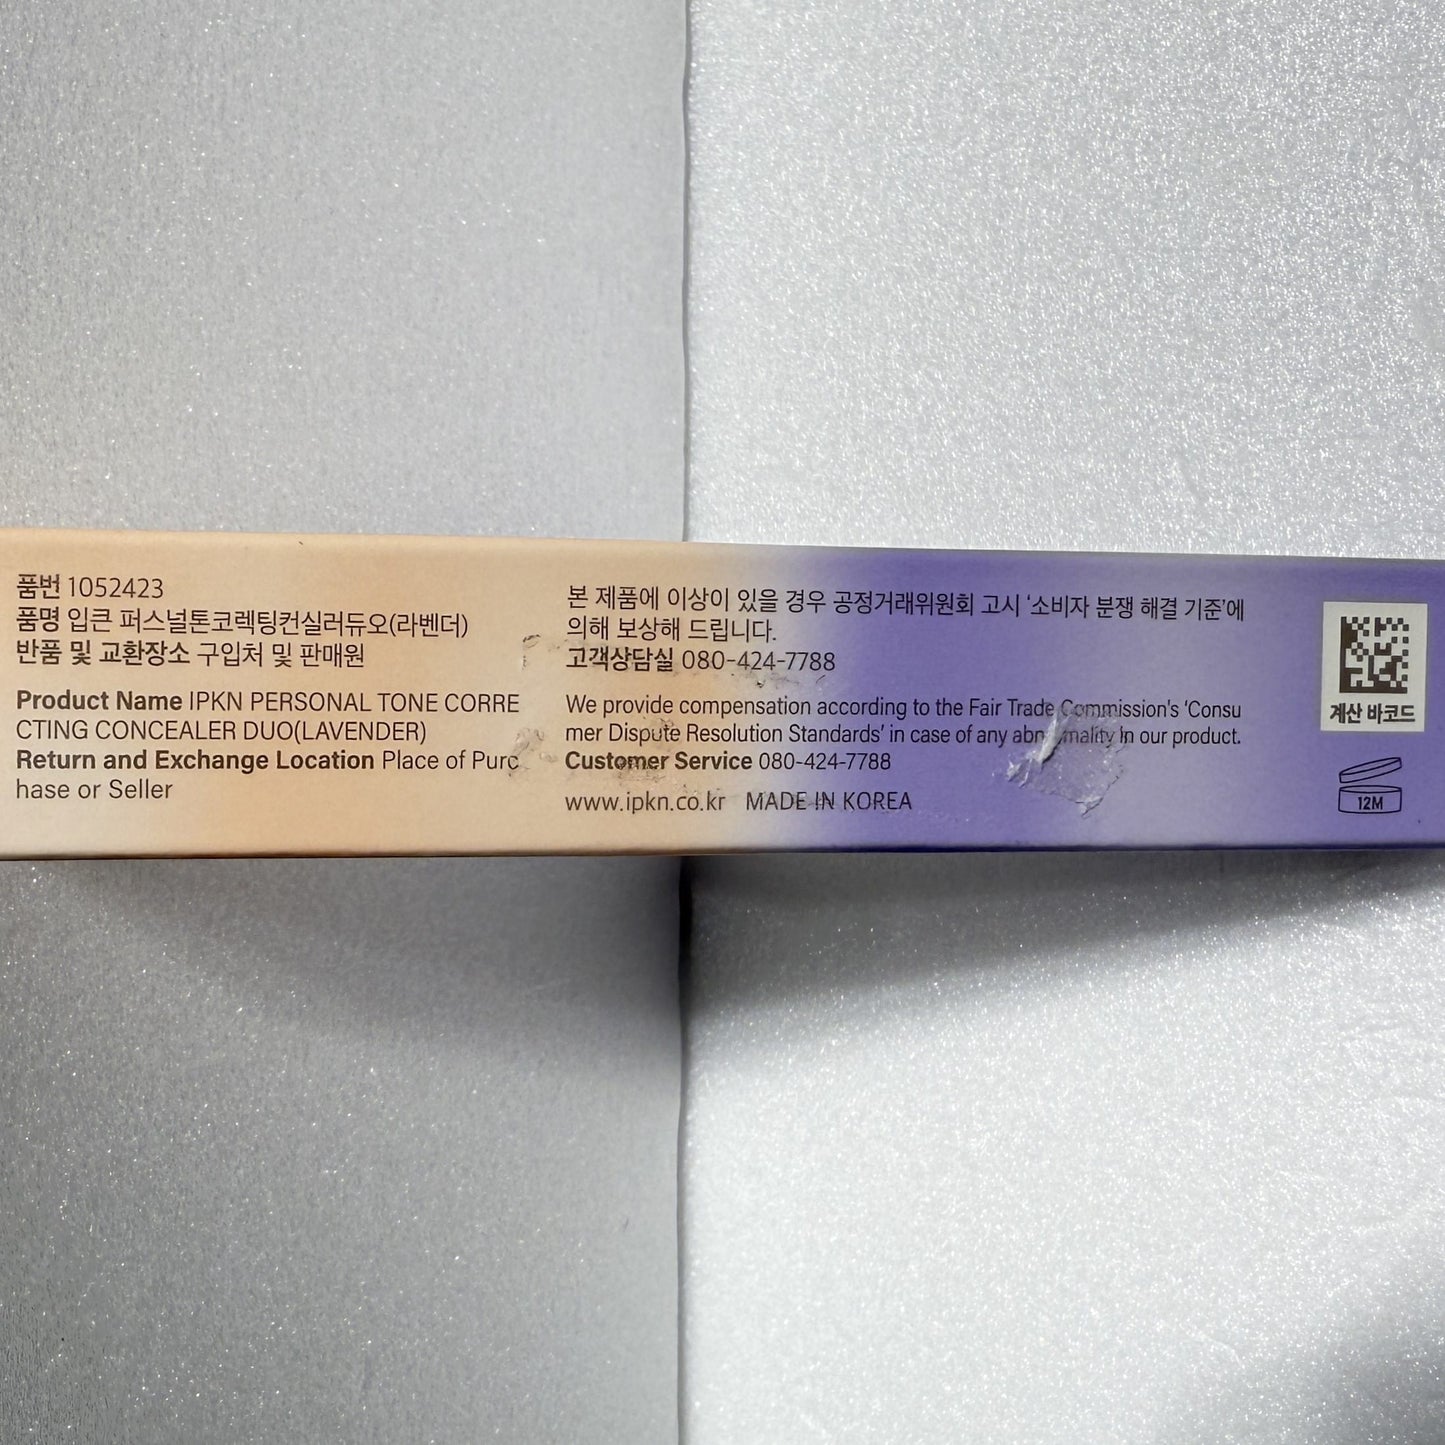 품번 1052423
품명 입큰 퍼스널톤코렉팅컨실러듀오(라벤더)
반품 및 교환장소 구입처 및 판매원
Product Name IPKN PERSONAL TONE CORRE
CTING CONCEALER DUO(LAVENDER)
Return and Exchange Location Place of Purc
hase or Seller
본 제품에 이상이 있을 경우 공정거래위원회 고시 '소비자 분쟁 해결 기준'에
의해 보상해 드립니다.
고객상담실 080-424-7788
We provide compensation according to the Fair Trade Commission's 'Consu
mer Dispute Resolution Standards' in case of any in our product.
Customer Service 080-424-7788
www.ipkn.co.kr MADE IN KOREA
계산 바코드
12M